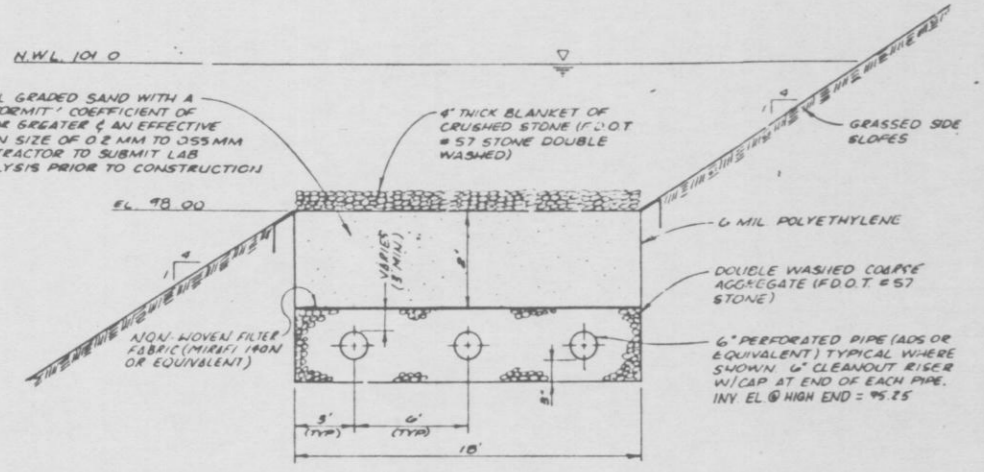 N.W.L. 101.0
L GRADED SAND WITH A
ORMIT' COEFFICIENT OF
OR GREATER & AN EFFECTIVE
N SIZE OF 0.2 MM TO 0.55 MM
TRACTOR TO SUBMIT LAB
LYSIS PRIOR TO CONSTRUCTION
4" THICK BLANKET OF
CRUSHED STONE (F.D.O.T.
#57 STONE DOUBLE
WASHED)
1
4
GRASSED SIDE
SLOPES
EL. 98.00
1
4
VARIES
6 MIL POLYETHYLENE
DOUBLE WASHED COARSE
AGGREGATE (F.D.O.T. #57
STONE)
NON-WOVEN FILTER
FABRIC (MIRAFI 140N
OR EQUIVALENT)
6" PERFORATED PIPE (ADS OR
EQUIVALENT) TYPICAL WHERE
SHOWN. 6" CLEANOUT RISER
W/CAP AT END OF EACH PIPE.
INV. EL @ HIGH END = 95.25
3'
(TYP)
6'
(TYP)
18'